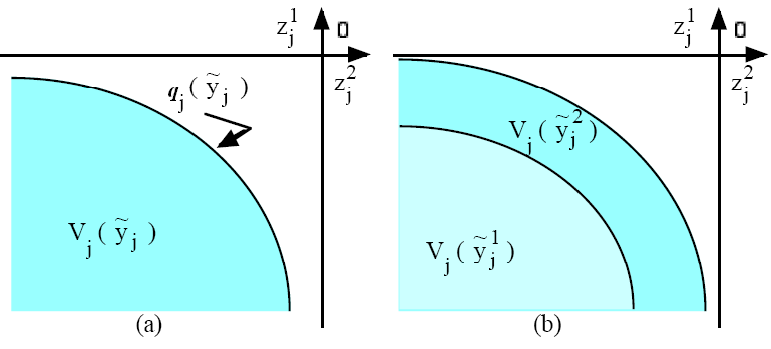 z_j^1 0
z_j^2
q_j(ỹ_j)
V_j(ỹ_j)
(a)
z_j^1 0
z_j^2
V_j(ỹ_j^2)
V_j(ỹ_j^1)
(b)